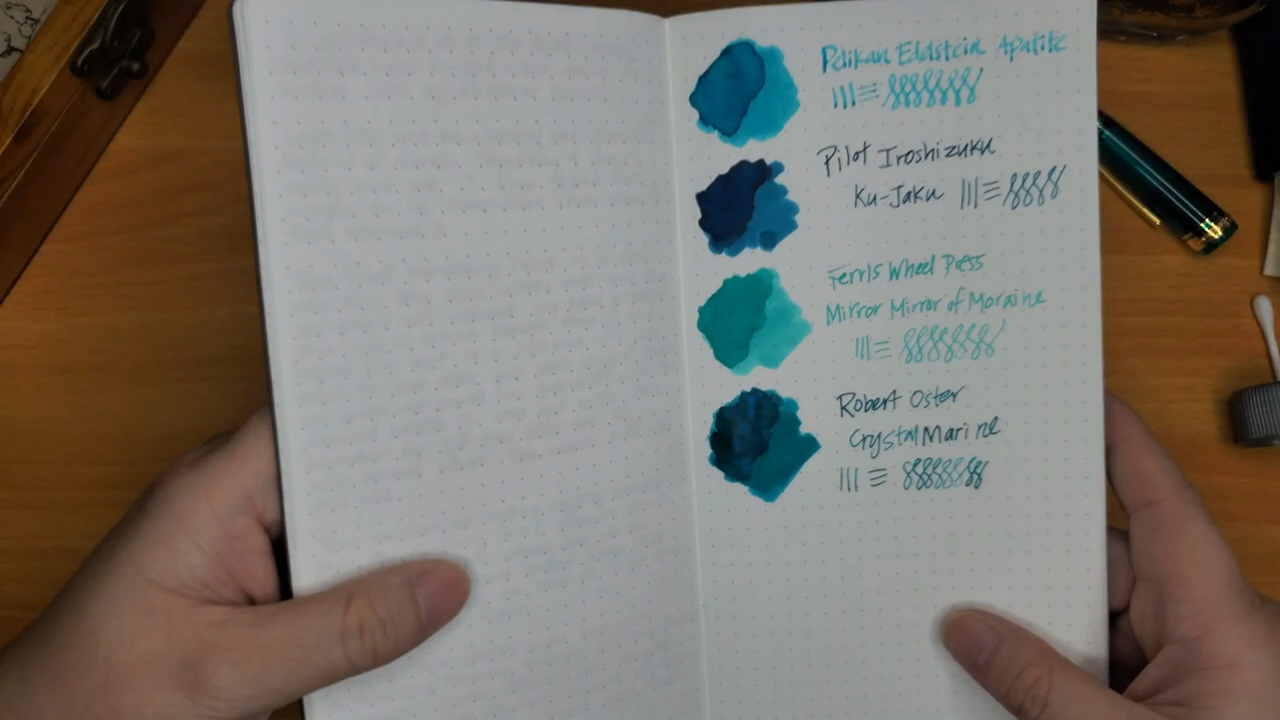 Pelikan Edelstein Apatite
Pilot Iroshizuku
Ku-Jaku
Ferris Wheel Press
Mirror Mirror of Moraine
Robert Oster
Crystal Marine